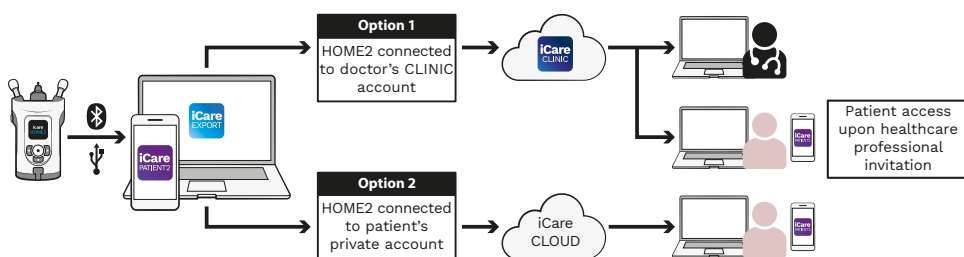 iCare
HOME2
iCare
EXPORT
iCare
PATIENT2
Option 1
HOME2 connected
to doctor's CLINIC
account
iCare
CLINIC
Option 2
HOME2 connected
to patient's
private account
iCare
CLOUD
iCare
PATIENT2
Patient access
upon healthcare
professional
invitation
iCare
PATIENT2